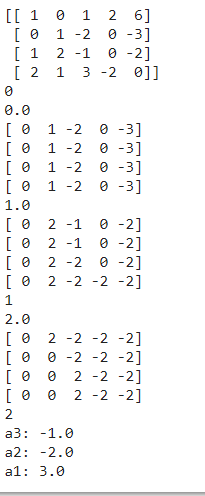 [[ 1  0  1  2  6]
 [ 0  1 -2  0 -3]
 [ 1  2 -1  0 -2]
 [ 2  1  3 -2  0]]
0
0.0
[ 0  1 -2  0 -3]
[ 0  1 -2  0 -3]
[ 0  1 -2  0 -3]
[ 0  1 -2  0 -3]
1.0
[ 0  2 -1  0 -2]
[ 0  2 -1  0 -2]
[ 0  2 -2  0 -2]
[ 0  2 -2 -2 -2]
1
2.0
[ 0  2 -2 -2 -2]
[ 0  0 -2 -2 -2]
[ 0  0  2 -2 -2]
[ 0  0  2 -2 -2]
2
a3: -1.0
a2: -2.0
a1: 3.0